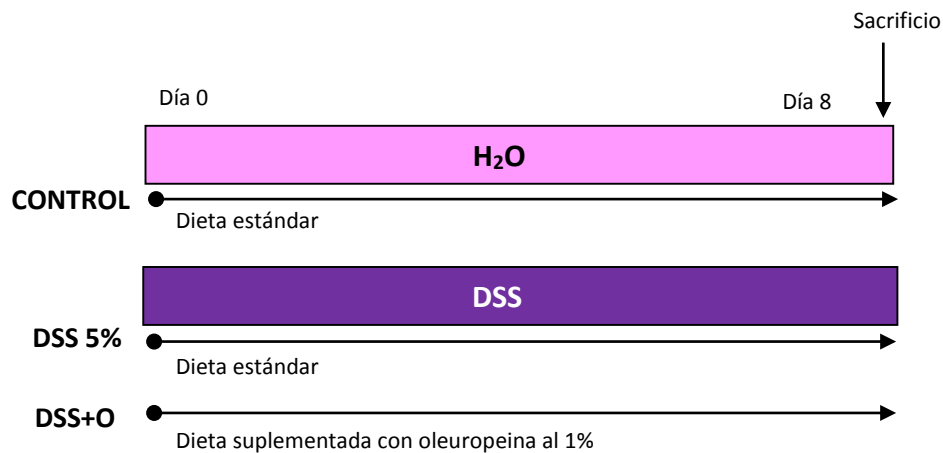 Sacrificio
Día 0
Día 8
H₂O
CONTROL
Dieta estándar
DSS
DSS 5%
Dieta estándar
DSS+O
Dieta suplementada con oleuropeina al 1%